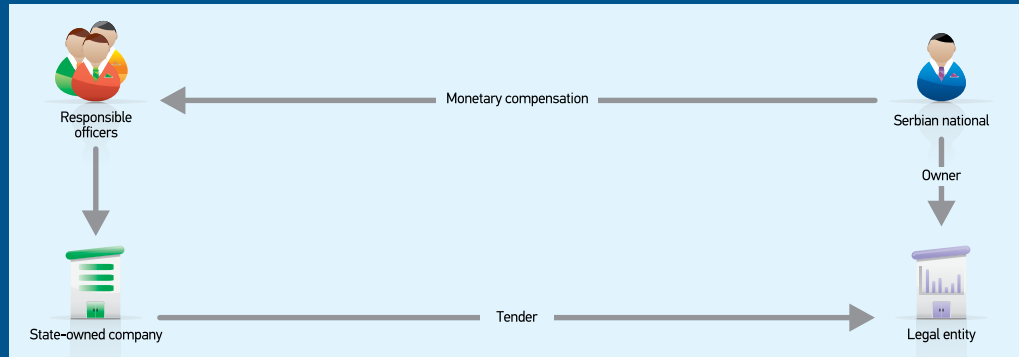 Monetary compensation
Responsible
officers
Serbian national
Owner
Tender
State-owned company
Legal entity